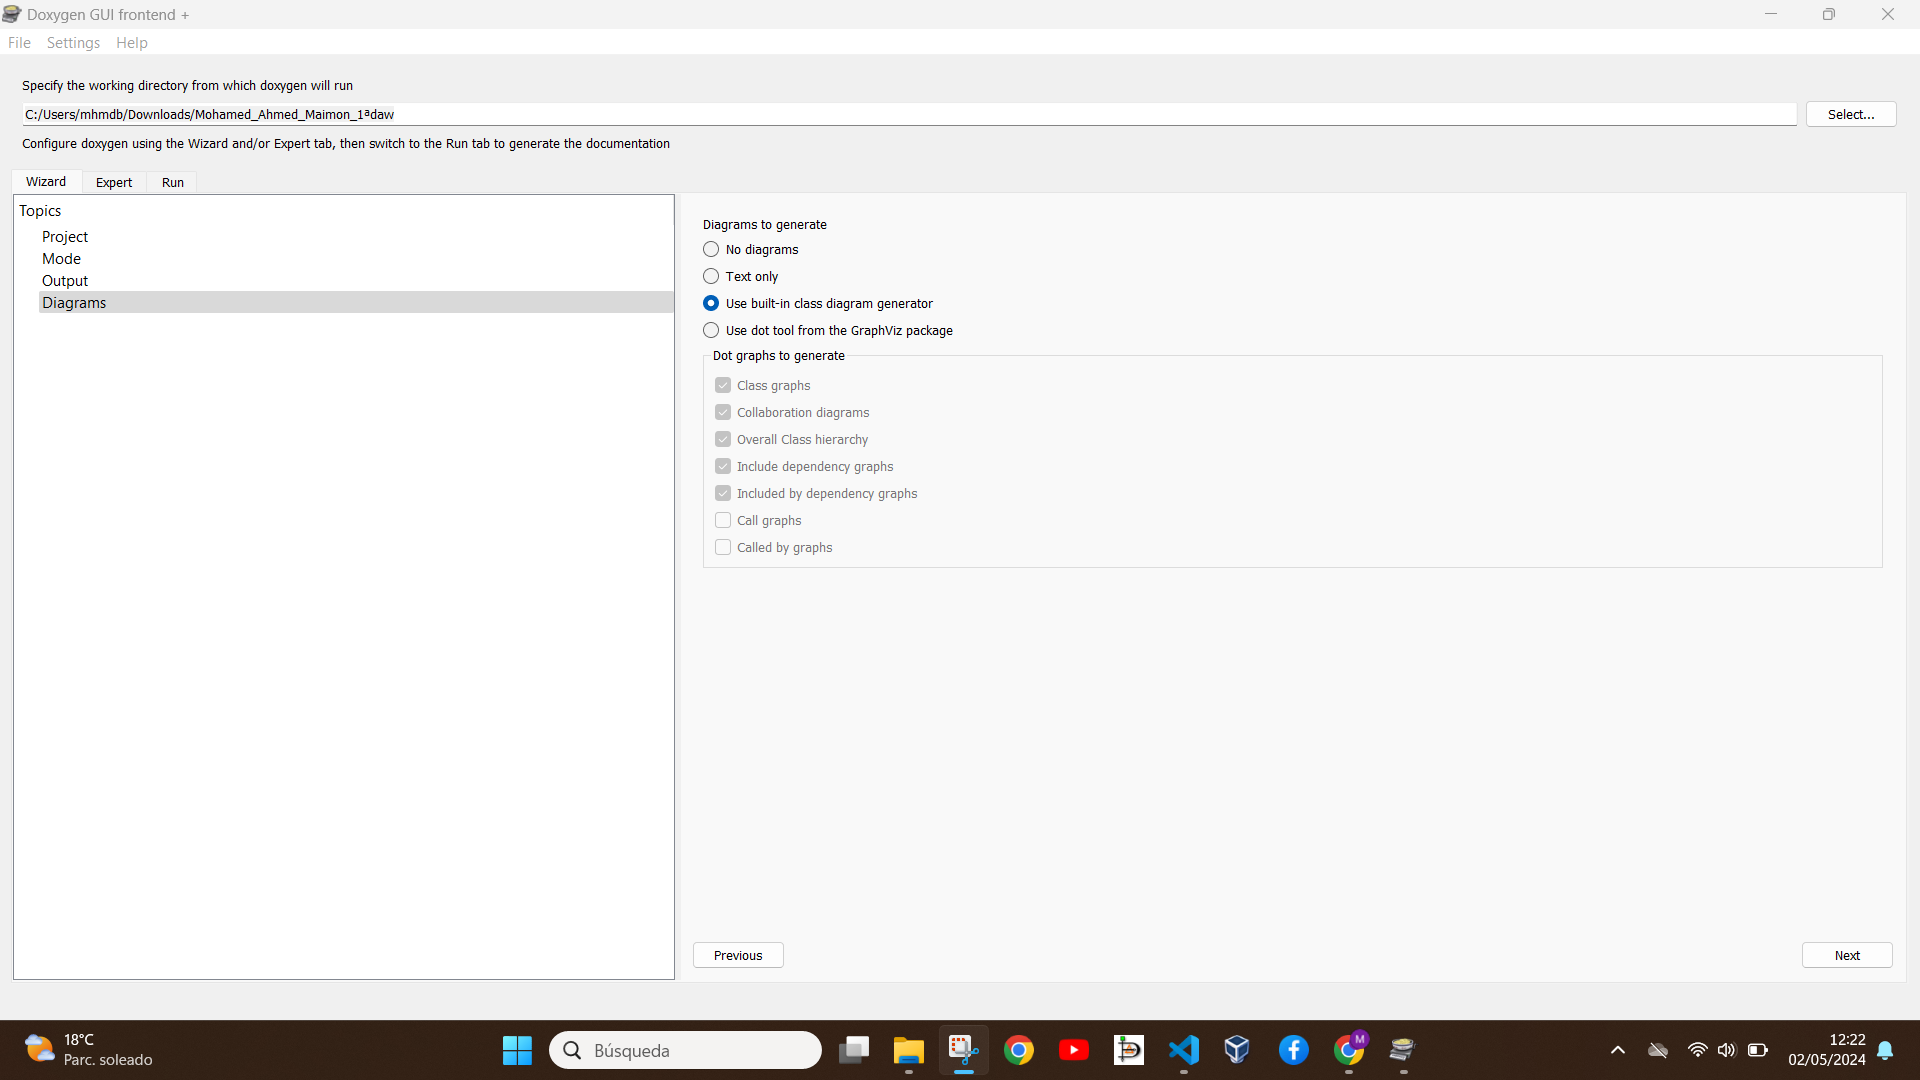 Doxygen GUI frontend +
File Settings Help
Specify the working directory from which doxygen will run
C:/Users/mhmdb/Downloads/Mohamed_Ahmed_Maimon_1ªdaw
Select...
Configure doxygen using the Wizard and/or Expert tab, then switch to the Run tab to generate the documentation
Wizard Expert Run
Topics
Project
Mode
Output
Diagrams
Diagrams to generate
No diagrams
Text only
Use built-in class diagram generator
Use dot tool from the GraphViz package
Dot graphs to generate
Class graphs
Collaboration diagrams
Overall Class hierarchy
Include dependency graphs
Included by dependency graphs
Call graphs
Called by graphs
Previous
Next
18°C
Parc. soleado
Búsqueda
M
12:22
02/05/2024